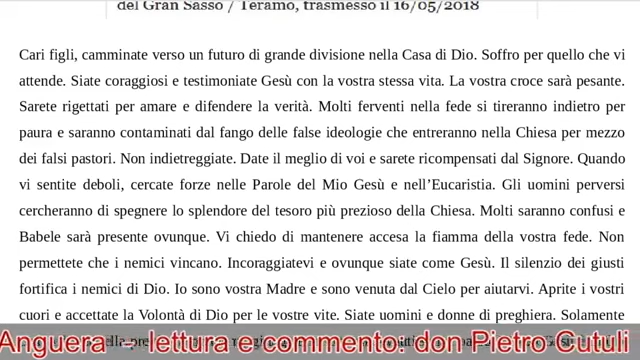 del Gran Sasso / Teramo, trasmesso il 16/05/2018
Cari figli, camminate verso un futuro di grande divisione nella Casa di Dio. Soffro per quello che vi
attende. Siate coraggiosi e testimoniate Gesù con la vostra stessa vita. La vostra croce sarà pesante.
Sarete rigettati per amare e difendere la verità. Molti ferventi nella fede si tireranno indietro per
paura e saranno contaminati dal fango delle false ideologie che entreranno nella Chiesa per mezzo
dei falsi pastori. Non indietreggiate. Date il meglio di voi e sarete ricompensati dal Signore. Quando
vi sentite deboli, cercate forze nelle Parole del Mio Gesù e nell’Eucaristia. Gli uomini perversi
cercheranno di spegnere lo splendore del tesoro più prezioso della Chiesa. Molti saranno confusi e
Babele sarà presente ovunque. Vi chiedo di mantenere accesa la fiamma della vostra fede. Non
permettete che i nemici vincano. Incoraggiatevi e ovunque siate come Gesù. Il silenzio dei giusti
fortifica i nemici di Dio. Io sono vostra Madre e sono venuta dal Cielo per aiutarvi. Aprite i vostri
cuori e accettate la Volontà di Dio per le vostre vite. Siate uomini e donne di preghiera. Solamente
Anguera – lettura e commento: don Pietro Cutuli